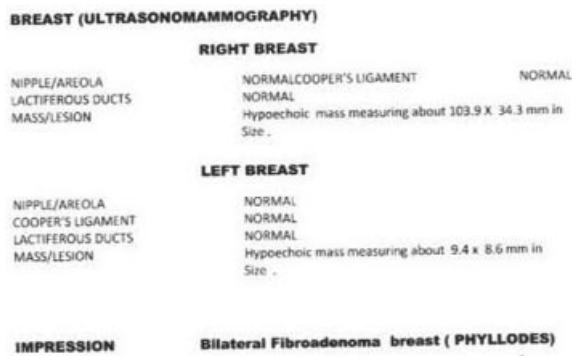 BREAST (ULTRASONOMAMMOGRAPHY)
RIGHT BREAST
NIPPLE/AREOLA NORMALCOOPER'S LIGAMENT NORMAL
LACTIFEROUS DUCTS NORMAL
MASS/LESION Hypoechoic mass measuring about 103.9 X 34.3 mm in
Size .
LEFT BREAST
NIPPLE/AREOLA NORMAL
COOPER'S LIGAMENT NORMAL
LACTIFEROUS DUCTS NORMAL
MASS/LESION Hypoechoic mass measuring about 9.4 x 8.6 mm in
Size .
IMPRESSION Bilateral Fibroadenoma breast ( PHYLLODES)